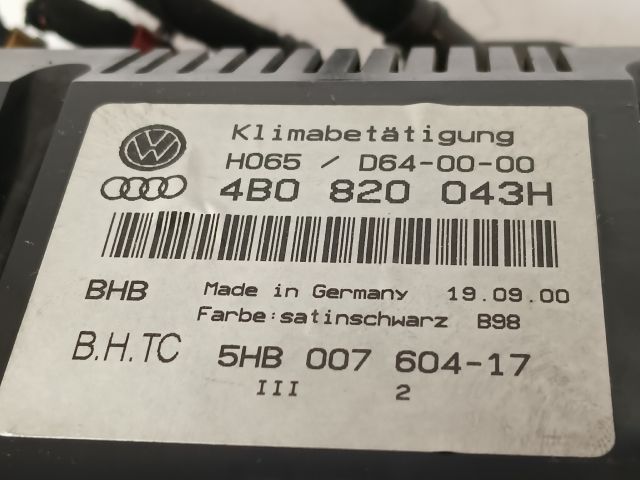 Klimabetätigung
H065 / D64-00-00
4B0 820 043H
BHB Made in Germany 19.09.00
Farbe:satinschwarz B98
B.H.TC 5HB 007 604-17
III 2